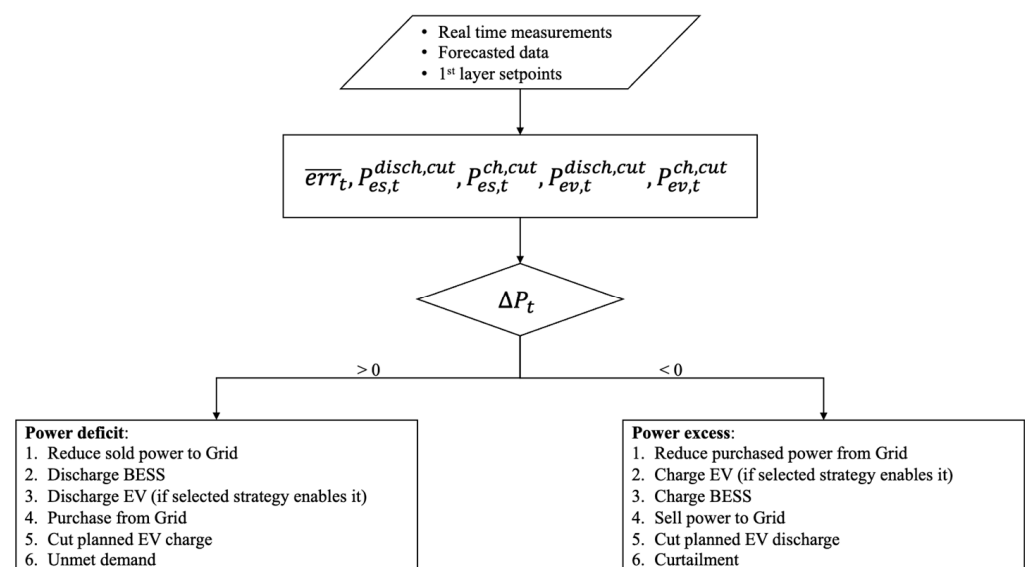 • Real time measurements
• Forecasted data
• 1st layer setpoints
$\overline{err}_t, P_{es,t}^{disch,cut}, P_{es,t}^{ch,cut}, P_{ev,t}^{disch,cut}, P_{ev,t}^{ch,cut}$
$\Delta P_t$
> 0
< 0
Power deficit:
1. Reduce sold power to Grid
2. Discharge BESS
3. Discharge EV (if selected strategy enables it)
4. Purchase from Grid
5. Cut planned EV charge
6. Unmet demand
Power excess:
1. Reduce purchased power from Grid
2. Charge EV (if selected strategy enables it)
3. Charge BESS
4. Sell power to Grid
5. Cut planned EV discharge
6. Curtailment